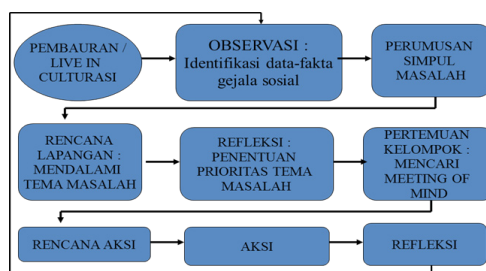 PEMBAURAN /
LIVE IN
CULTURASI
OBSERVASI :
Identifikasi data-fakta
gejala sosial
PERUMUSAN
SIMPUL
MASALAH
RENCANA
LAPANGAN :
MENDALAMI
TEMA MASALAH
REFLEKSI :
PENENTUAN
PRIORITAS TEMA
MASALAH
PERTEMUAN
KELOMPOK :
MENCARI
MEETING OF
MIND
RENCANA AKSI
AKSI
REFLEKSI